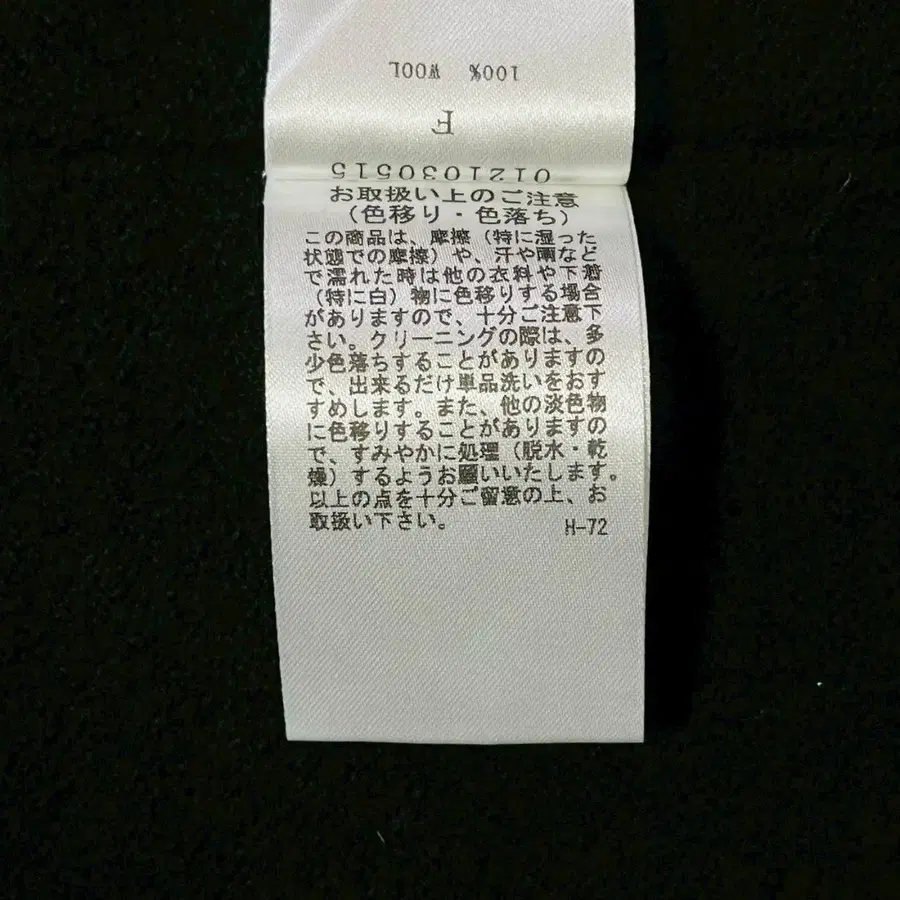 100% WOOL
F
0121030515
お取扱い上のご注意
(色移り・色落ち)
この商品は、摩擦(特に湿った
状態での摩擦)や、汗や雨など
で濡れた時は他の衣料や下着
(特に白)物に色移りする場合
がありますので、十分ご注意下
さい。クリーニングの際は、多
少色落ちすることがありますの
で、出来るだけ単品洗いをおす
すめします。また、他の淡色物
に色移りすることがありますの
で、すみやかに処理(脱水・乾
燥)するようお願いいたします。
以上の点を十分ご留意の上、お
取扱い下さい。
H-72